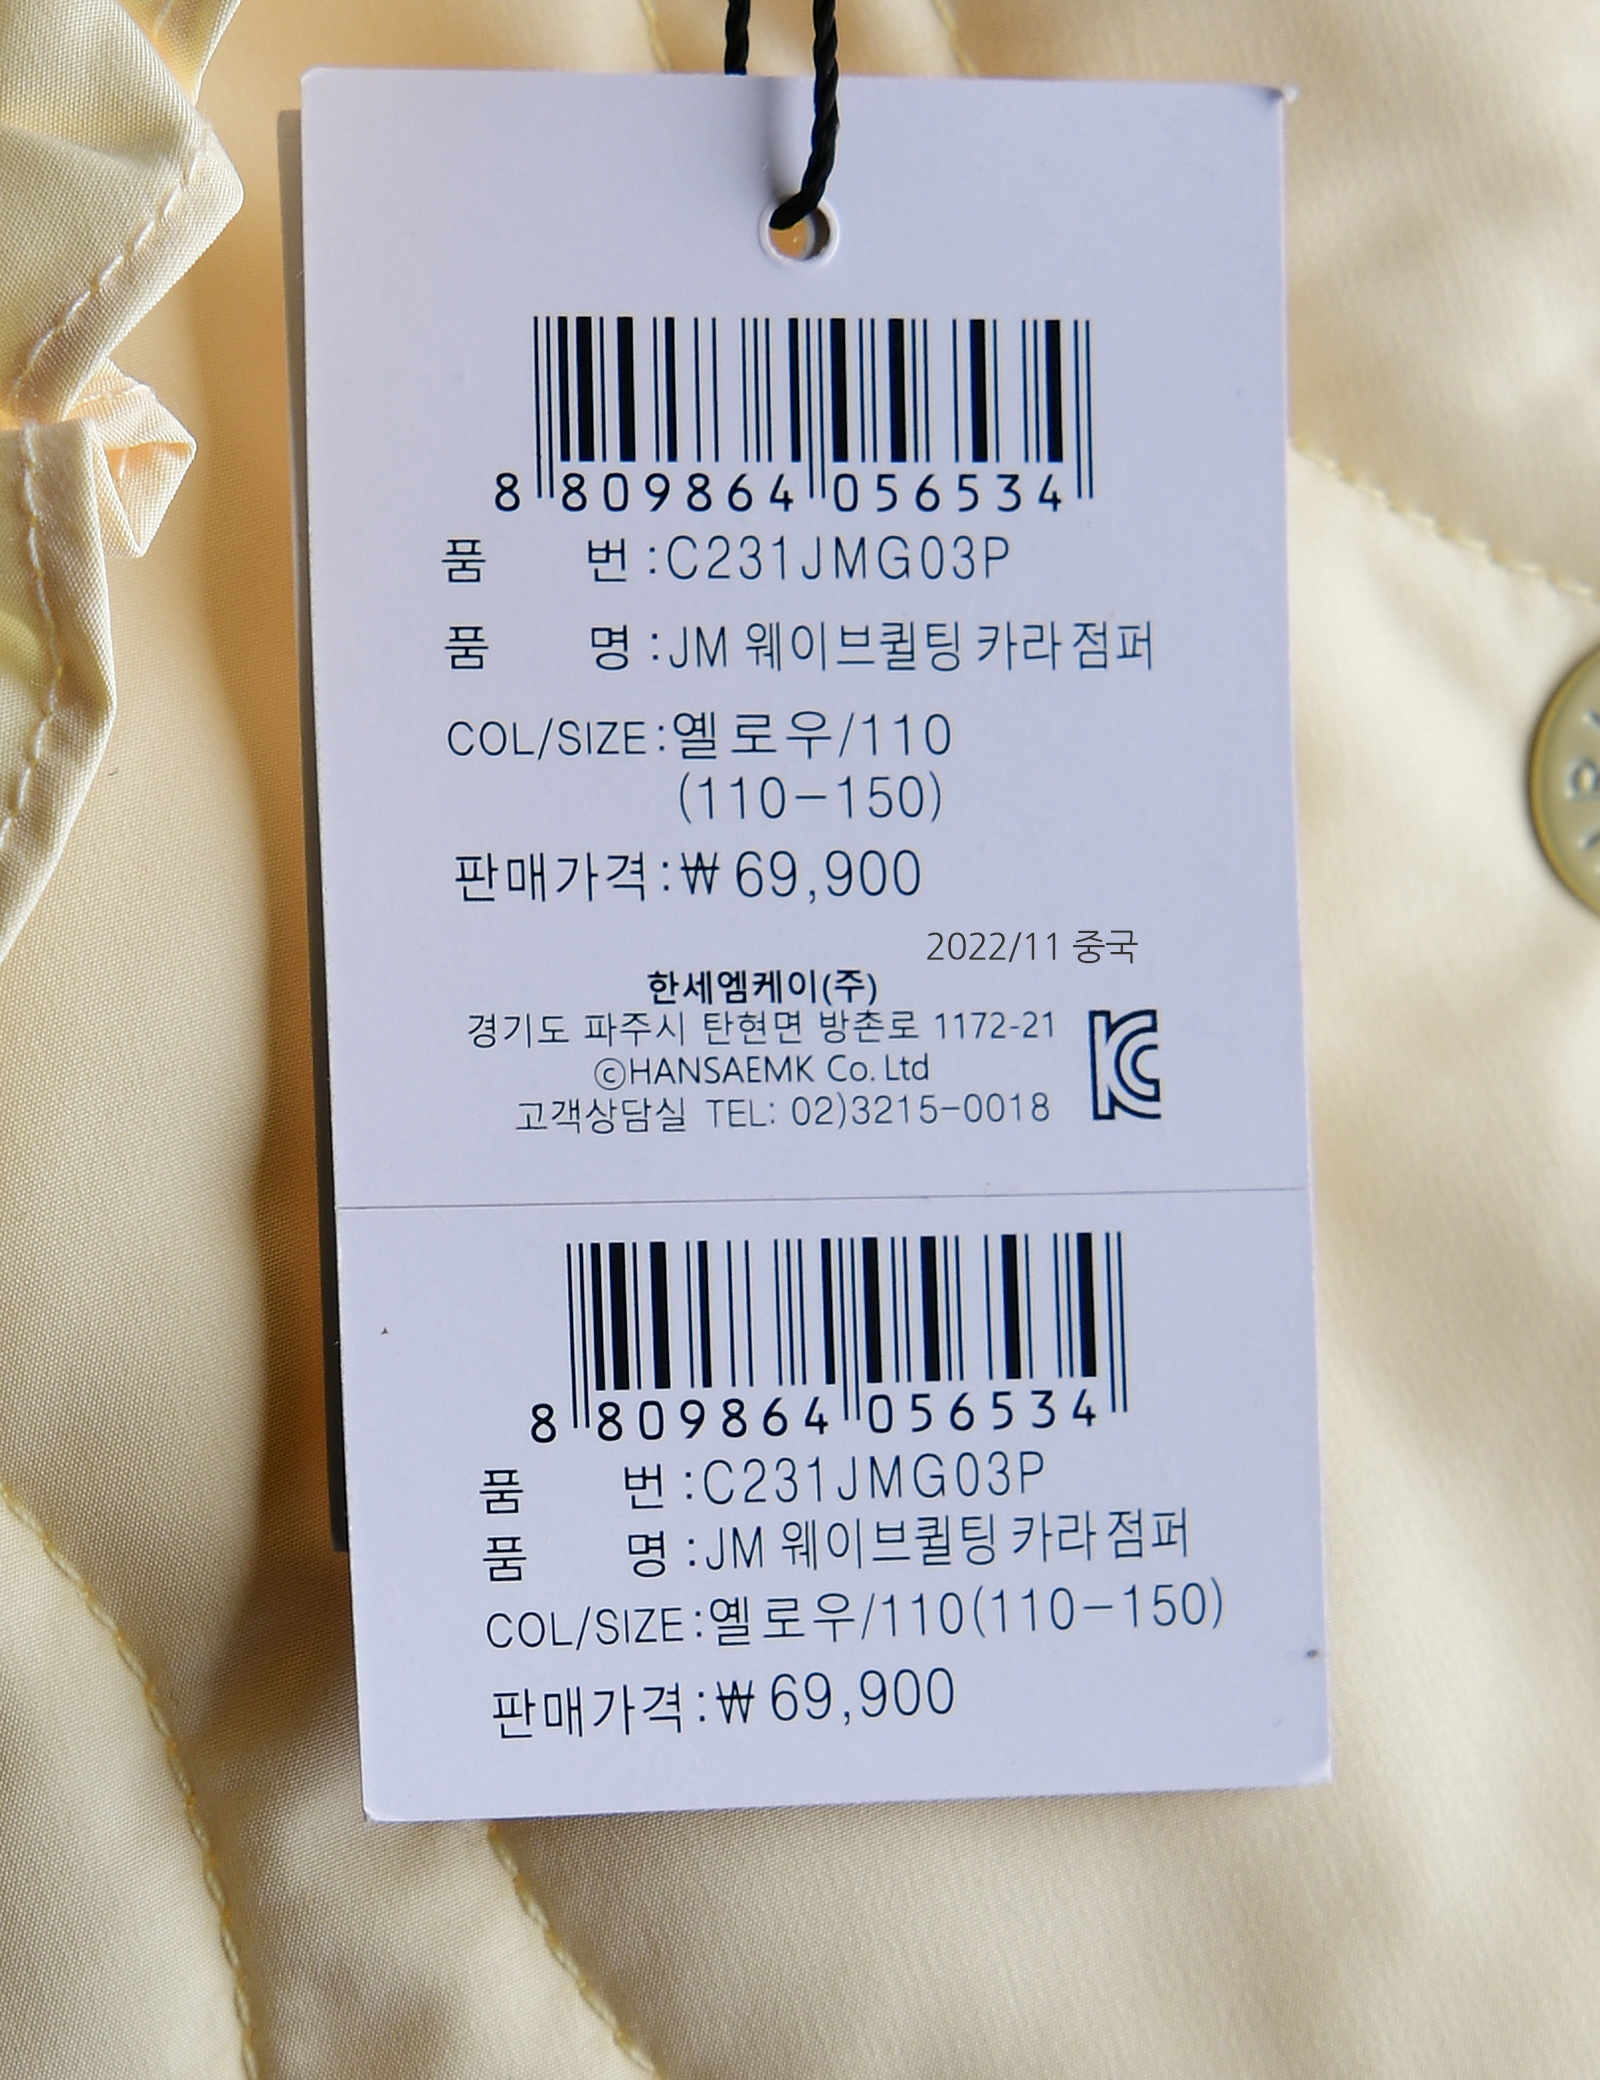 8 809864 056534
품 번 :C231JMG03P
품 명 :JM 웨이브퀼팅 카라점퍼
COL/SIZE:옐로우/110
(110-150)
판매가격:₩69,900
2022/11 중국
한세엠케이(주)
경기도 파주시 탄현면 방촌로 1172-21
ⓒHANSAEMK Co. Ltd
고객상담실 TEL: 02)3215-0018
8 809864 056534
품 번 :C231JMG03P
품 명 :JM 웨이브퀼팅 카라점퍼
COL/SIZE:옐로우/110(110-150)
판매가격:₩69,900